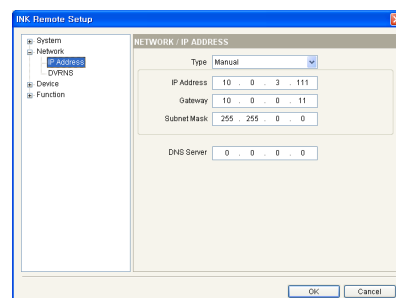 INK Remote Setup
System
Network
IP Address
DVRNS
Device
Function
NETWORK / IP ADDRESS
Type Manual
IP Address 10 . 0 . 3 . 111
Gateway 10 . 0 . 0 . 11
Subnet Mask 255 . 255 . 0 . 0
DNS Server 0 . 0 . 0 . 0
OK Cancel